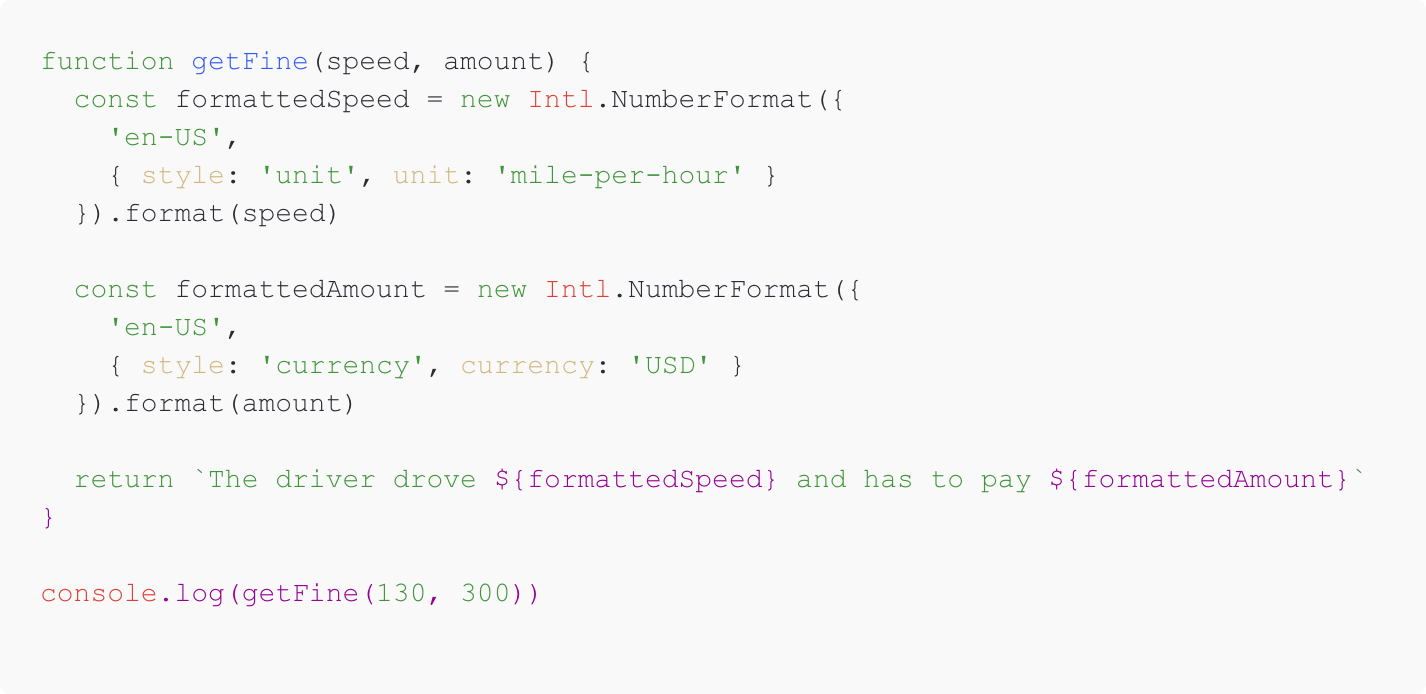 function getFine(speed, amount) {
  const formattedSpeed = new Intl.NumberFormat({
    'en-US',
    { style: 'unit', unit: 'mile-per-hour' }
  }).format(speed)

  const formattedAmount = new Intl.NumberFormat({
    'en-US',
    { style: 'currency', currency: 'USD' }
  }).format(amount)

  return `The driver drove ${formattedSpeed} and has to pay ${formattedAmount}`
}

console.log(getFine(130, 300))